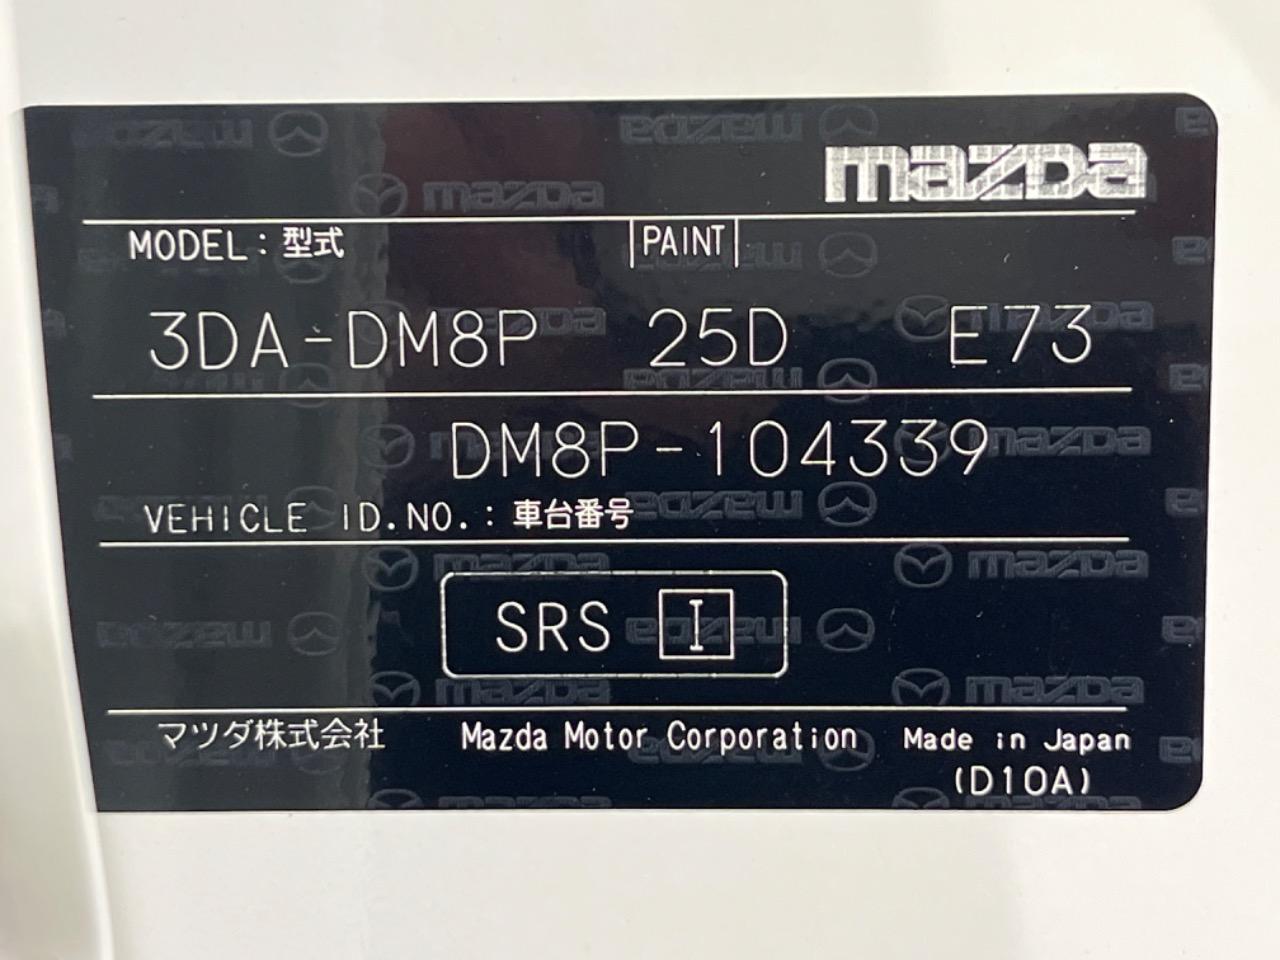 mazda
MODEL : 型式 PAINT
3DA-DM8P 25D E73
DM8P-104339
VEHICLE ID.NO. : 車台番号
SRS I
マツダ株式会社 Mazda Motor Corporation Made in Japan
(D10A)